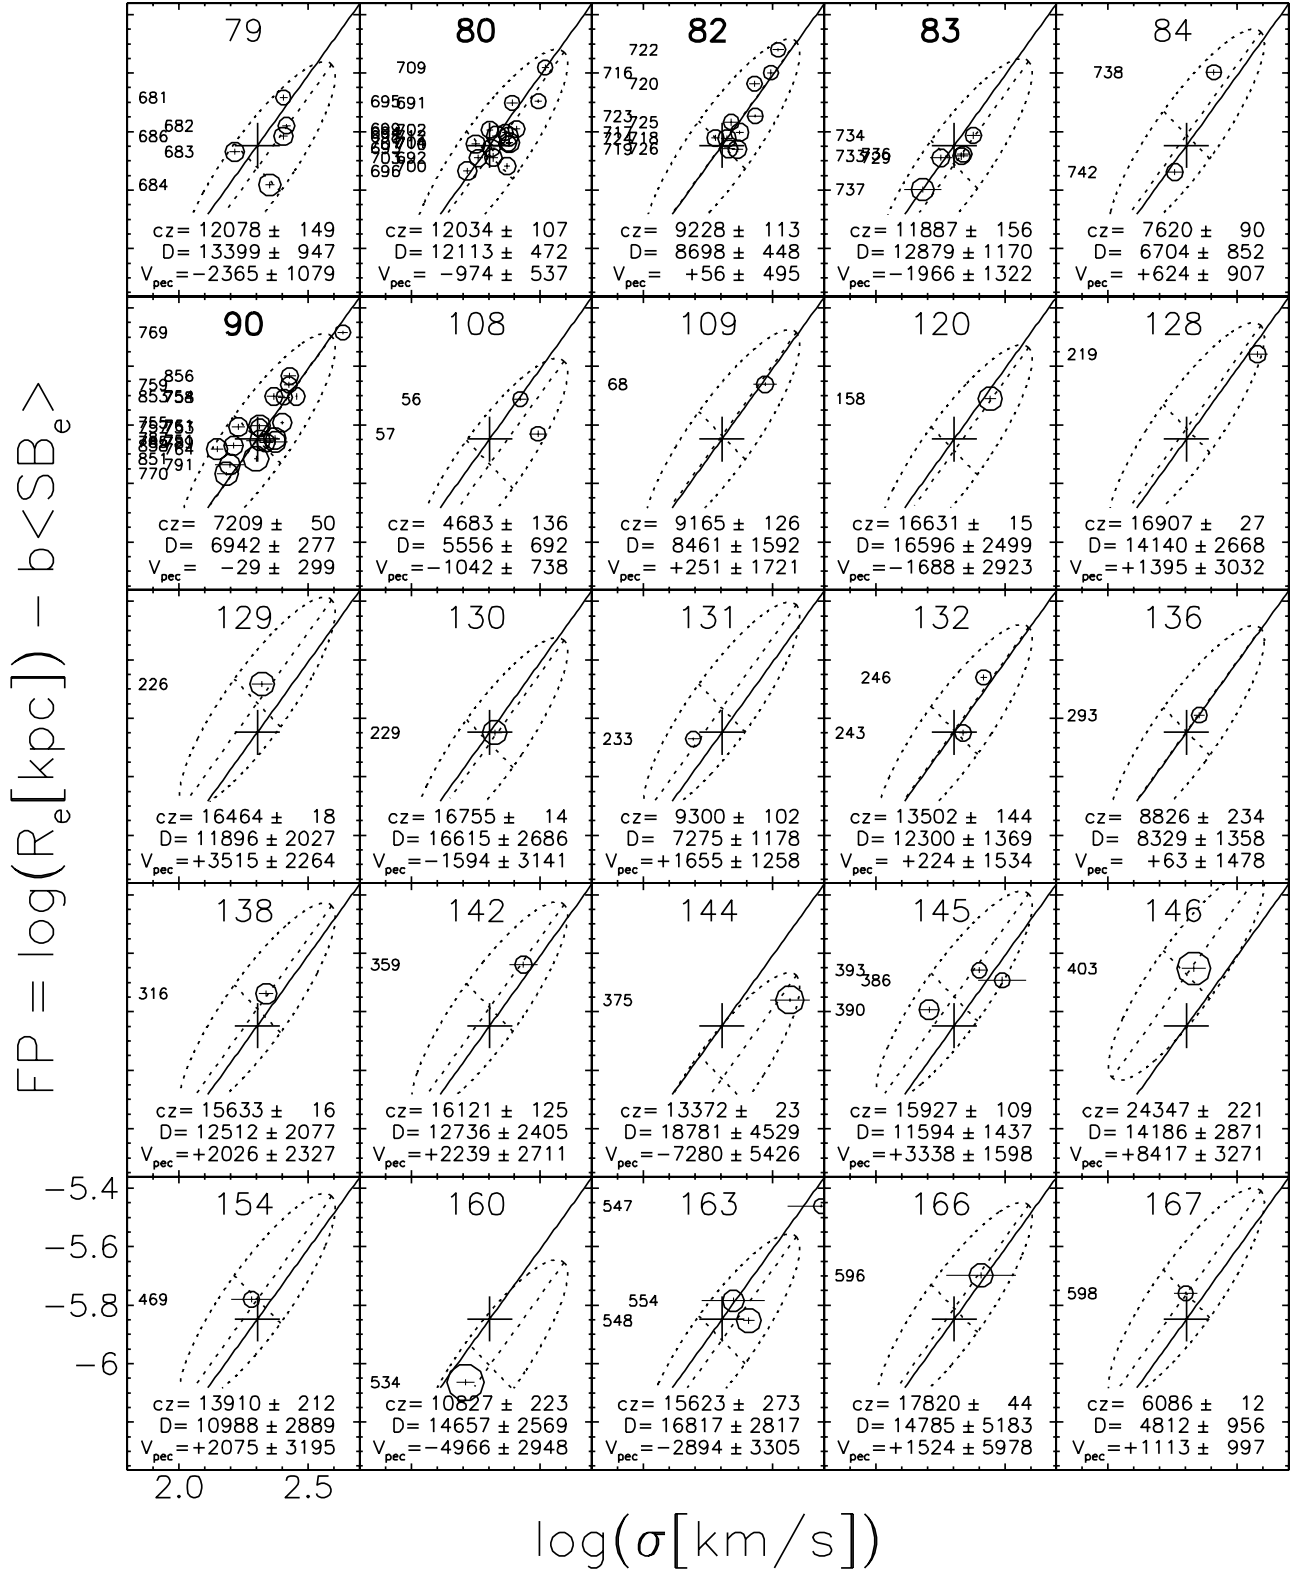 79
681
682
686
683
684
cz= 12078 ± 149
D= 13399 ± 947
Vpec=−2365 ± 1079
80
709
695 691
696 700
cz= 12034 ± 107
D= 12113 ± 472
Vpec= −974 ± 537
82
722
716
720
723
725
719 726
cz= 9228 ± 113
D= 8698 ± 448
Vpec= +56 ± 495
83
734
737
cz= 11887 ± 156
D= 12879 ± 1170
Vpec=−1966 ± 1322
84
738
742
cz= 7620 ± 90
D= 6704 ± 852
Vpec= +624 ± 907
90
769
856
759
764
851
791
770
cz= 7209 ± 50
D= 6942 ± 277
Vpec= −29 ± 299
108
56
57
cz= 4683 ± 136
D= 5556 ± 692
Vpec=−1042 ± 738
109
68
cz= 9165 ± 126
D= 8461 ± 1592
Vpec= +251 ± 1721
120
158
cz= 16631 ± 15
D= 16596 ± 2499
Vpec=−1688 ± 2923
128
219
cz= 16907 ± 27
D= 14140 ± 2668
Vpec=+1395 ± 3032
129
226
cz= 16464 ± 18
D= 11896 ± 2027
Vpec=+3515 ± 2264
130
229
cz= 16755 ± 14
D= 16615 ± 2686
Vpec=−1594 ± 3141
131
233
cz= 9300 ± 102
D= 7275 ± 1178
Vpec=+1655 ± 1258
132
246
243
cz= 13502 ± 144
D= 12300 ± 1369
Vpec= +224 ± 1534
136
293
cz= 8826 ± 234
D= 8329 ± 1358
Vpec= +63 ± 1478
138
316
cz= 15633 ± 16
D= 12512 ± 2077
Vpec=+2026 ± 2327
142
359
cz= 16121 ± 125
D= 12736 ± 2405
Vpec=+2239 ± 2711
144
375
cz= 13372 ± 23
D= 18781 ± 4529
Vpec=−7280 ± 5426
145
393
386
390
cz= 15927 ± 109
D= 11594 ± 1437
Vpec=+3338 ± 1598
146
403
cz= 24347 ± 221
D= 14186 ± 2871
Vpec=+8417 ± 3271
154
469
cz= 13910 ± 212
D= 10988 ± 2889
Vpec=+2075 ± 3195
160
534
cz= 10827 ± 223
D= 14657 ± 2569
Vpec=−4966 ± 2948
163
547
554
548
cz= 15623 ± 273
D= 16817 ± 2817
Vpec=−2894 ± 3305
166
596
cz= 17820 ± 44
D= 14785 ± 5183
Vpec=+1524 ± 5978
167
598
cz= 6086 ± 12
D= 4812 ± 956
Vpec=+1113 ± 997
−5.4
−5.6
−5.8
−6
2.0 2.5
log(σ[km/s])
FP = log(Re[kpc]) − b<SBe>